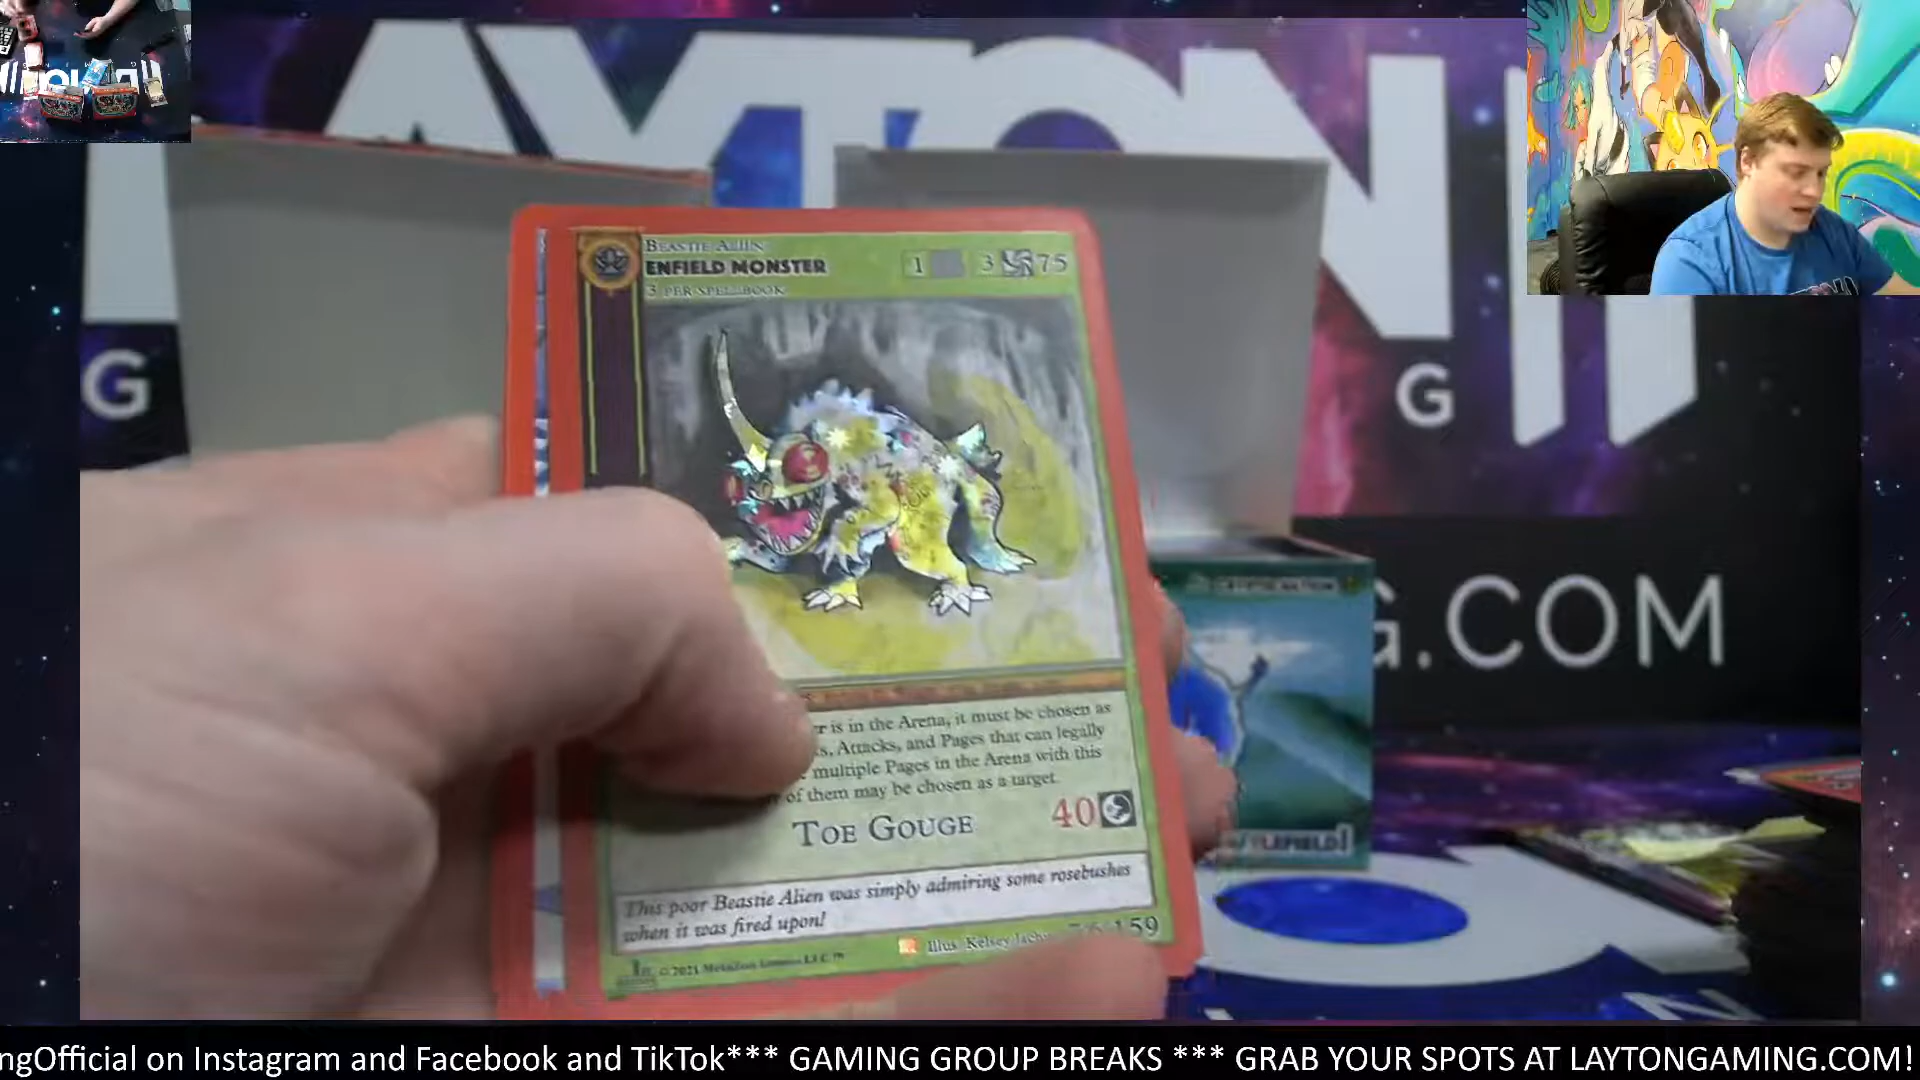 AYTON
G
G
G.COM
BEASTIE ALIEN
ENFIELD MONSTER
3 PER SPELLBOOK
1 3 75
er is in the Arena, it must be chosen as
s, Attacks, and Pages that can legally
multiple Pages in the Arena with this
of them may be chosen as a target.
TOE GOUGE 40
This poor Beastie Alien was simply admiring some rosebushes
when it was fired upon!
Illus Kelsey 159
©2021 MetaZoo Games LLC™
TLEFIELD!
ngOfficial on Instagram and Facebook and TikTok*** GAMING GROUP BREAKS *** GRAB YOUR SPOTS AT LAYTONGAMING.COM!